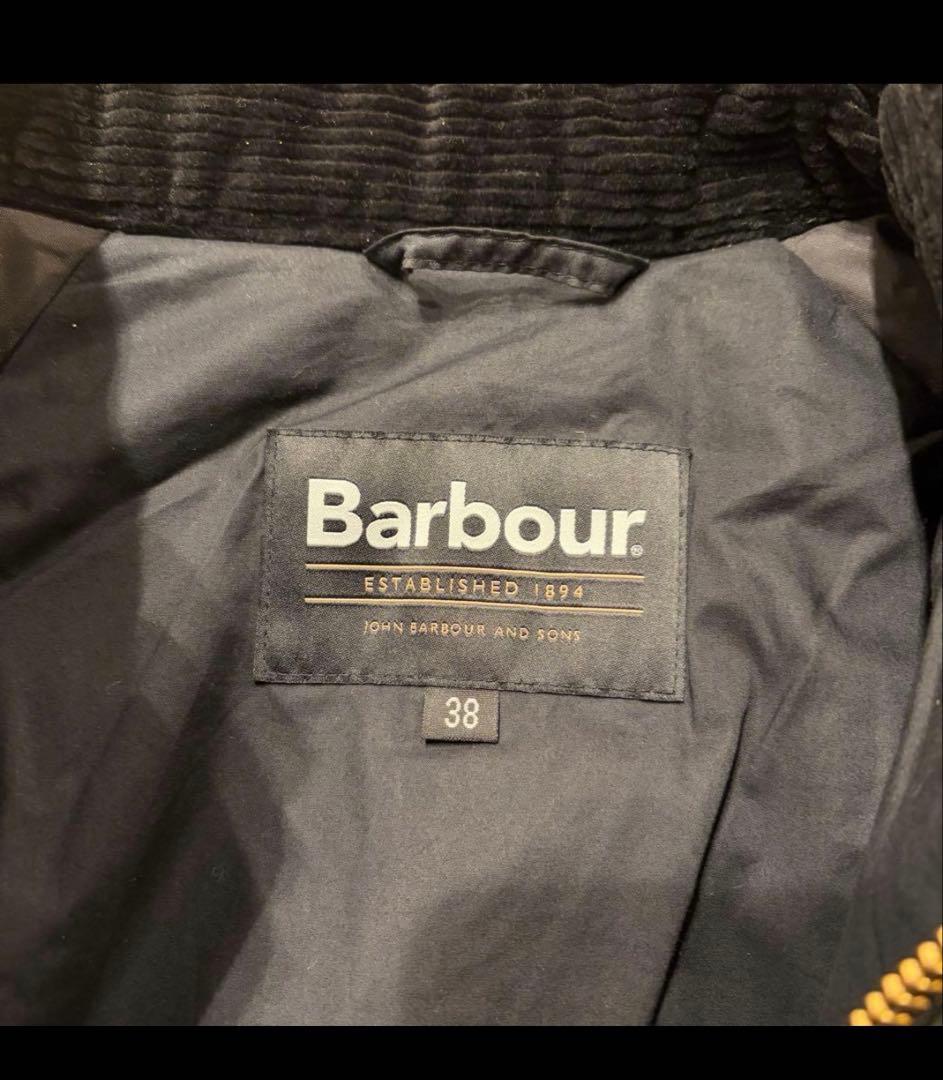 Barbour®
ESTABLISHED 1894
JOHN BARBOUR AND SONS
38